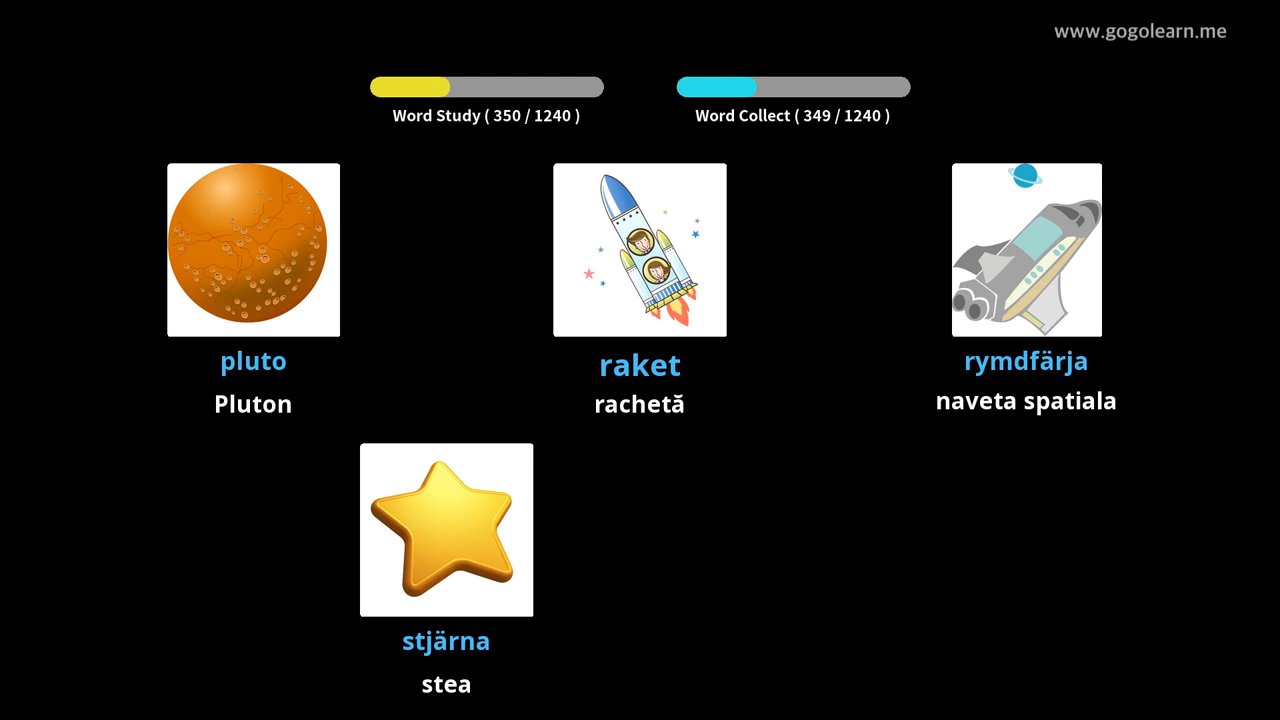 www.gogolearn.me
Word Study ( 350 / 1240 )
Word Collect ( 349 / 1240 )
pluto
Pluton
raket
rachetă
rymdfärja
naveta spatiala
stjärna
stea